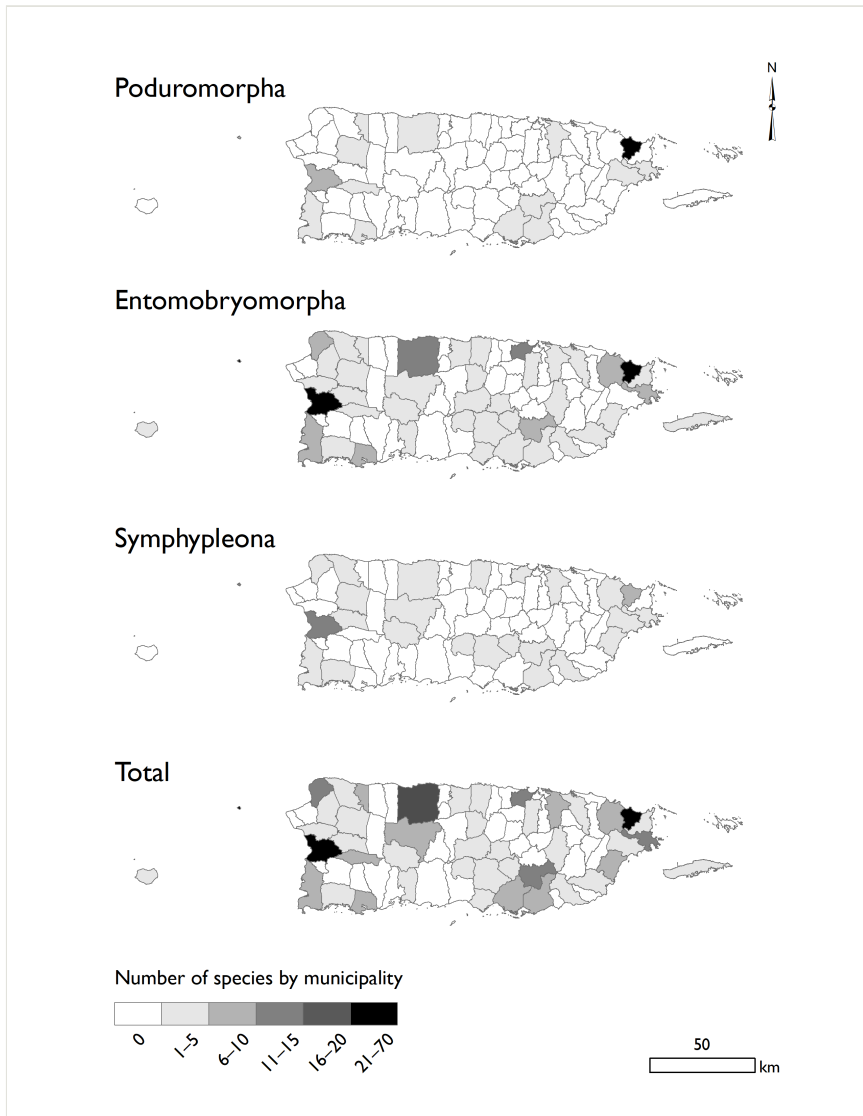 N
Poduromorpha
Entomobryomorpha
Symphypleona
Total
Number of species by municipality
0
1–5
6–10
11–15
16–20
21–70
50
km